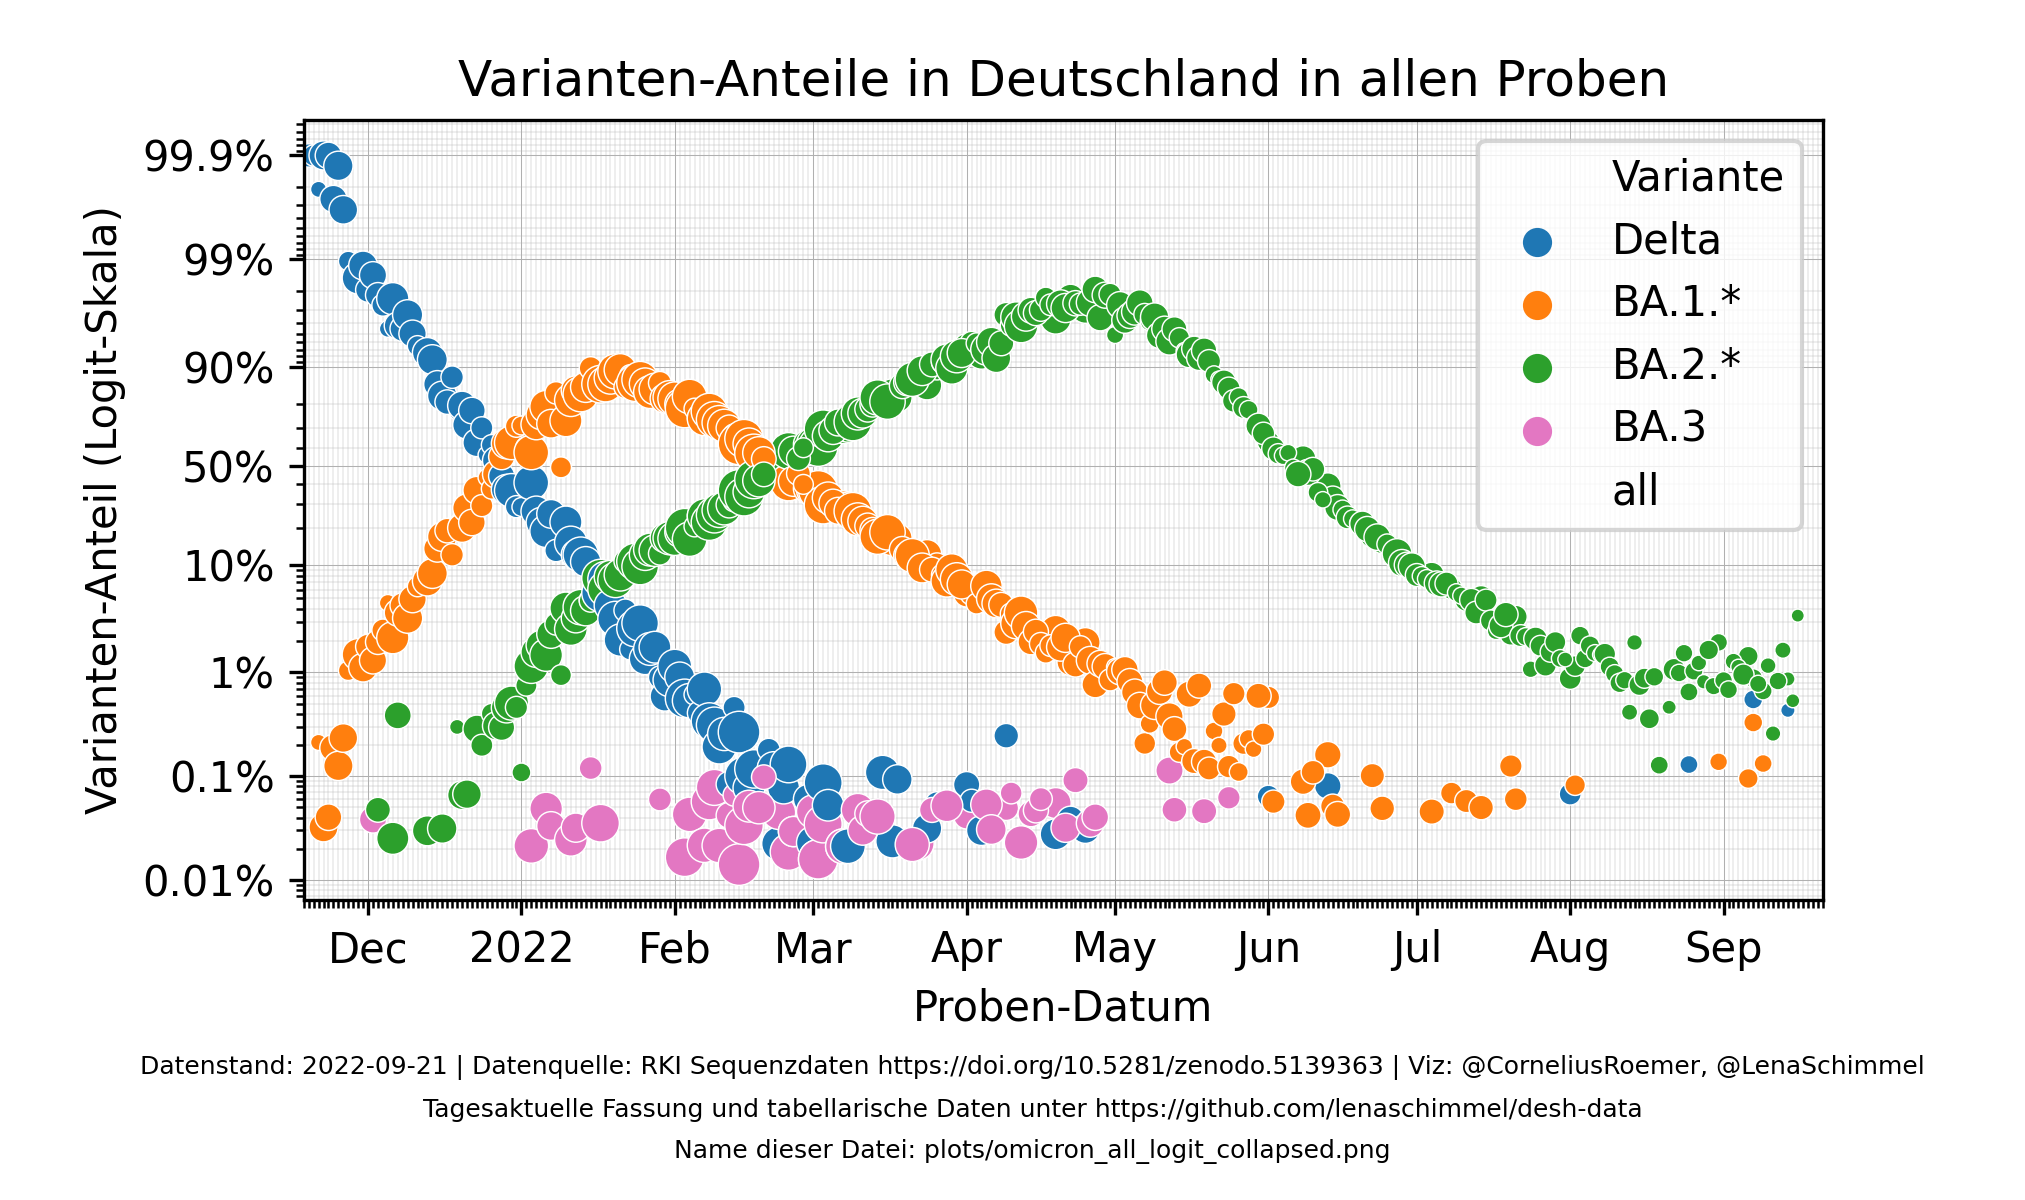 Varianten-Anteile in Deutschland in allen Proben
Varianten-Anteil (Logit-Skala)
99.9%
99%
90%
50%
10%
1%
0.1%
0.01%
Variante
Delta
BA.1.*
BA.2.*
BA.3
all
Dec
2022
Feb
Mar
Apr
May
Jun
Jul
Aug
Sep
Proben-Datum
Datenstand: 2022-09-21 | Datenquelle: RKI Sequenzdaten https://doi.org/10.5281/zenodo.5139363 | Viz: @CorneliusRoemer, @LenaSchimmel
Tagesaktuelle Fassung und tabellarische Daten unter https://github.com/lenaschimmel/desh-data
Name dieser Datei: plots/omicron_all_logit_collapsed.png